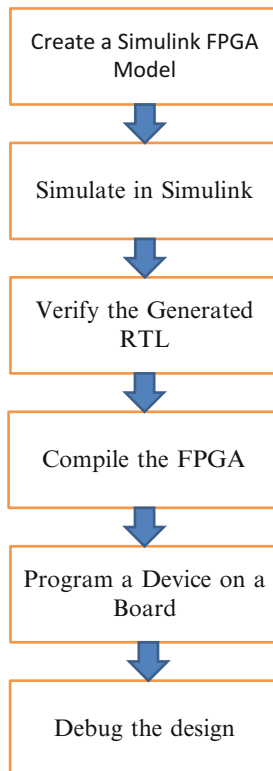 Create a Simulink FPGA
Model
Simulate in Simulink
Verify the Generated
RTL
Compile the FPGA
Program a Device on a
Board
Debug the design